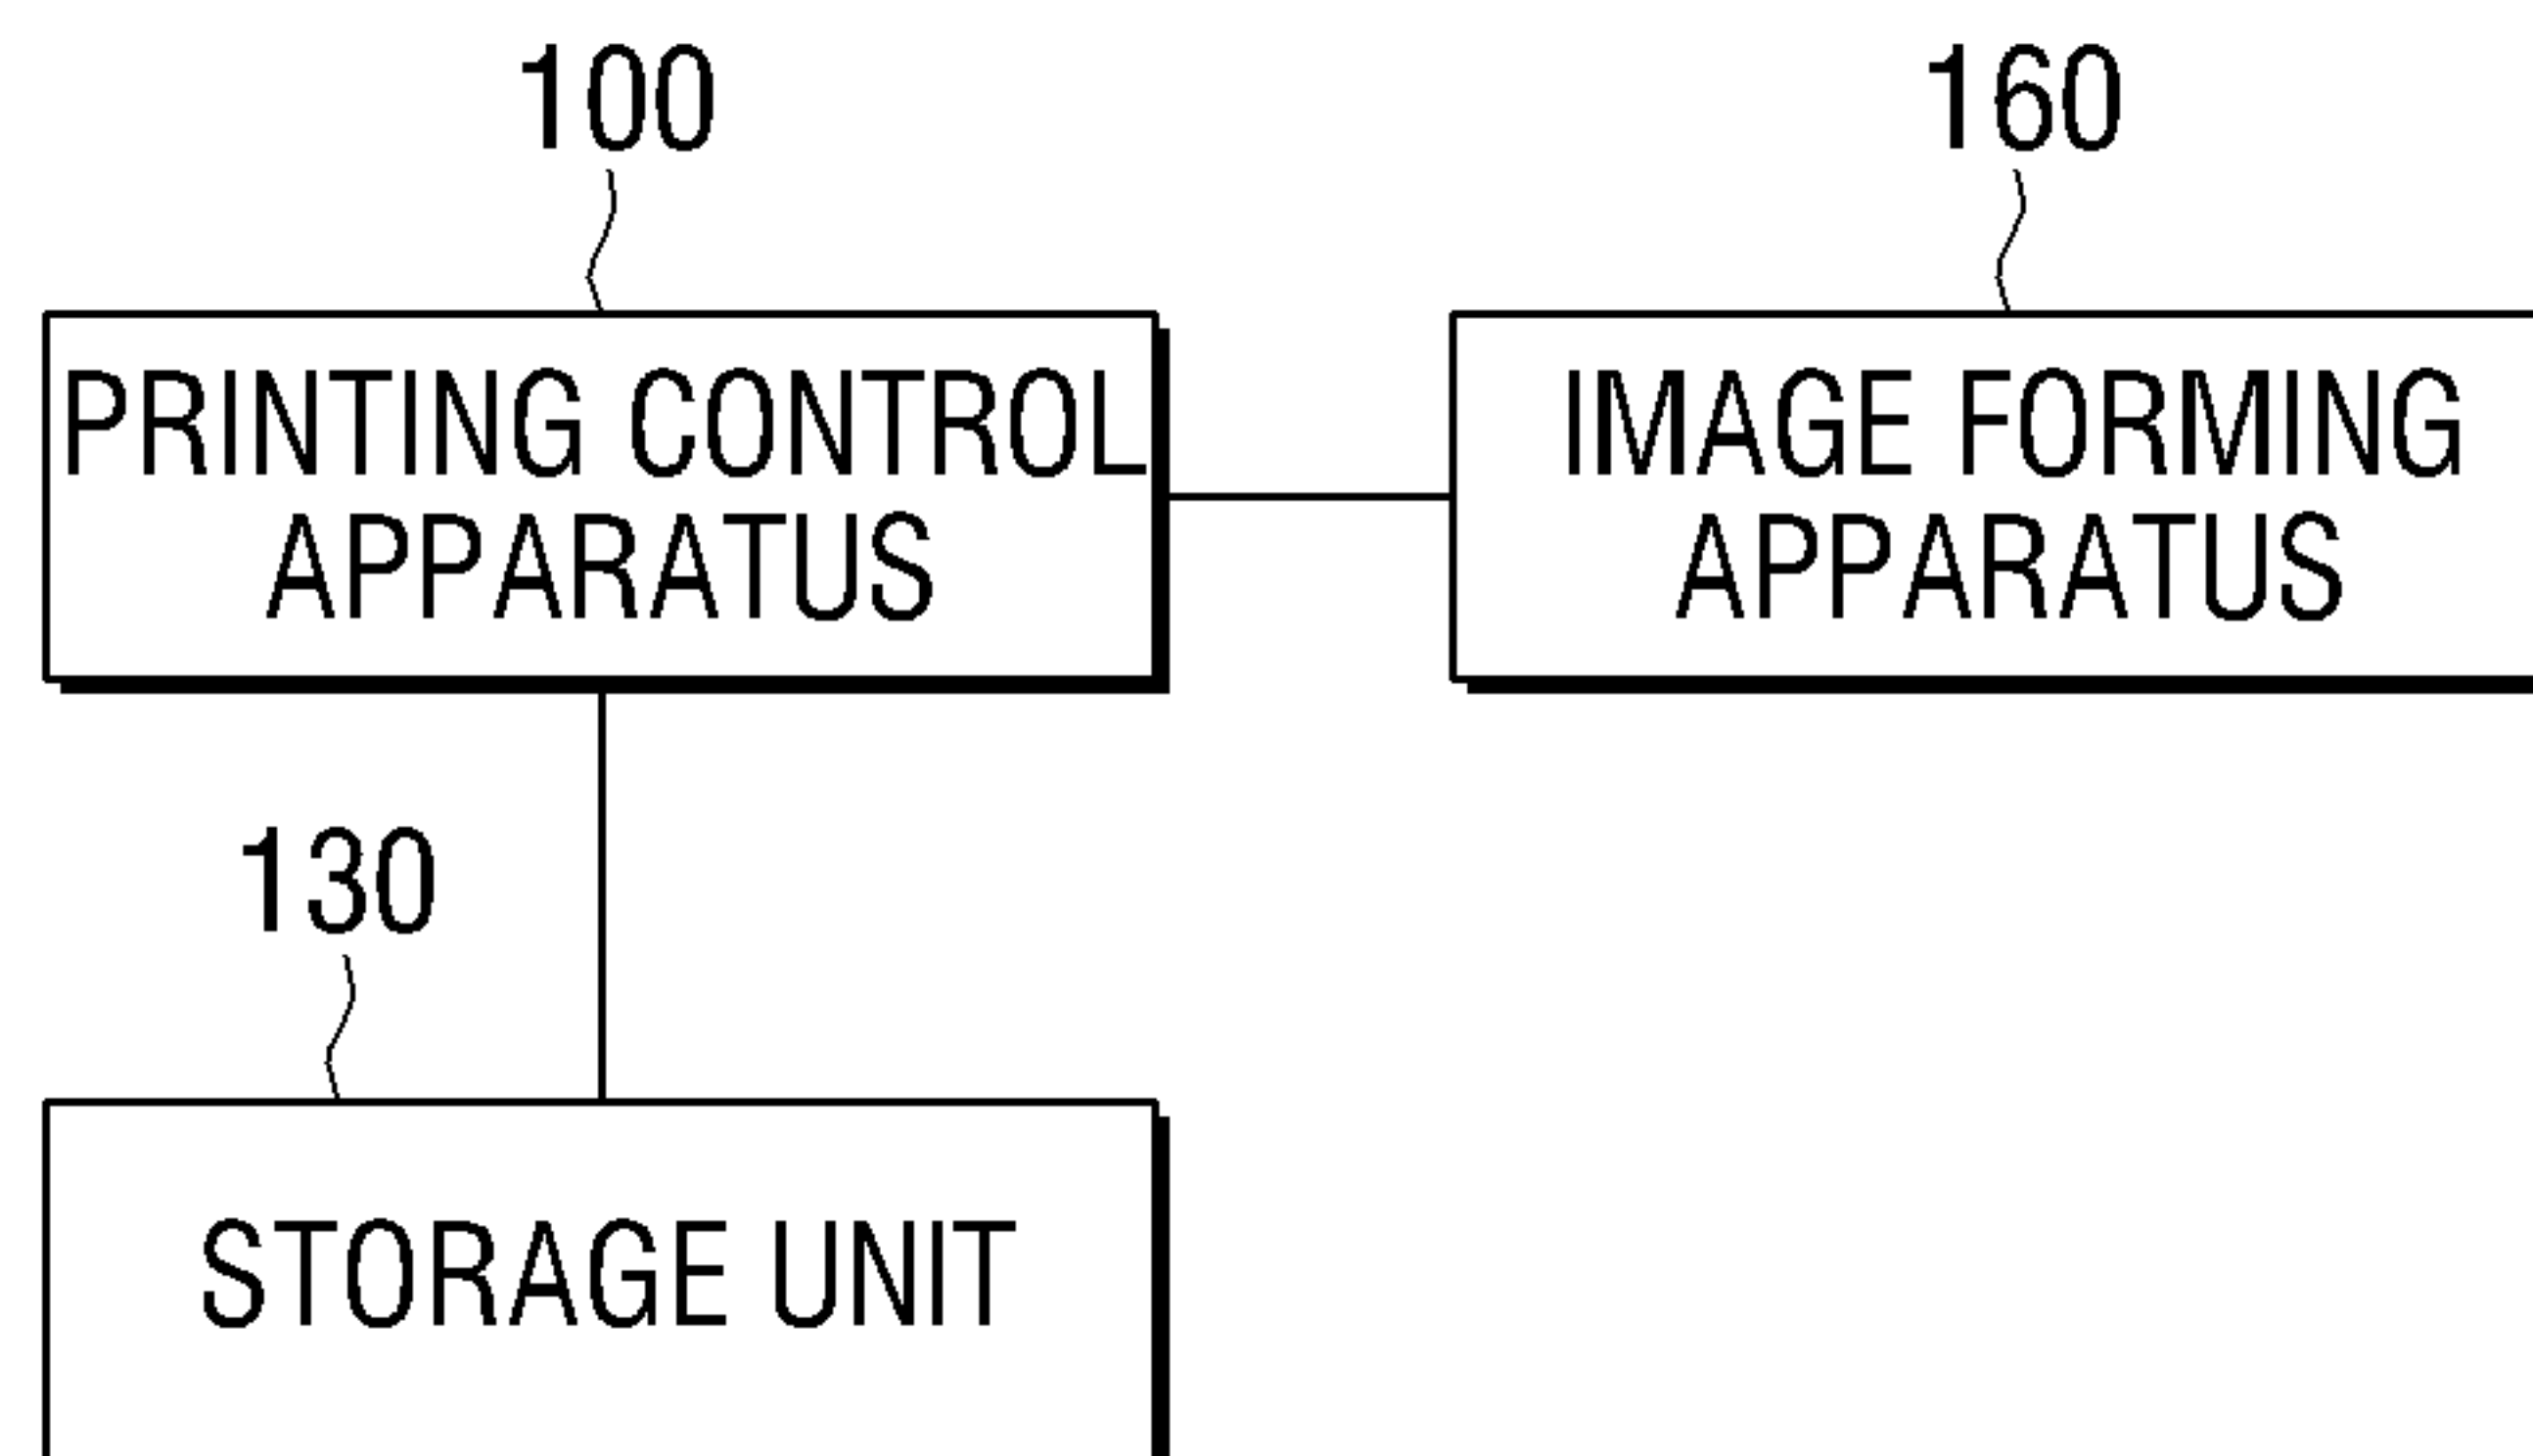 100
160
PRINTING CONTROL
APPARATUS
IMAGE FORMING
APPARATUS
130
STORAGE UNIT